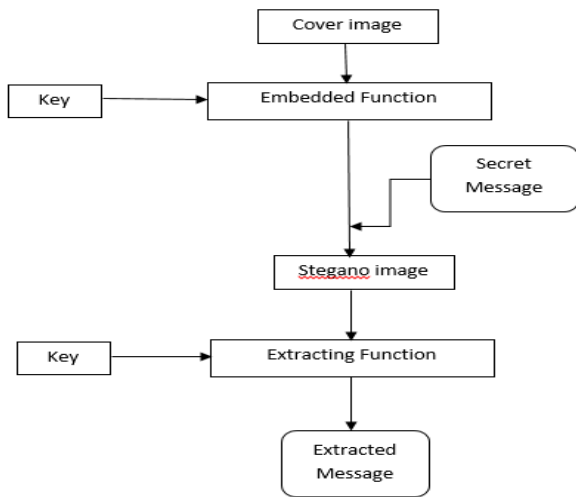 Cover image
Key
Embedded Function
Secret
Message
Stegano image
Key
Extracting Function
Extracted
Message